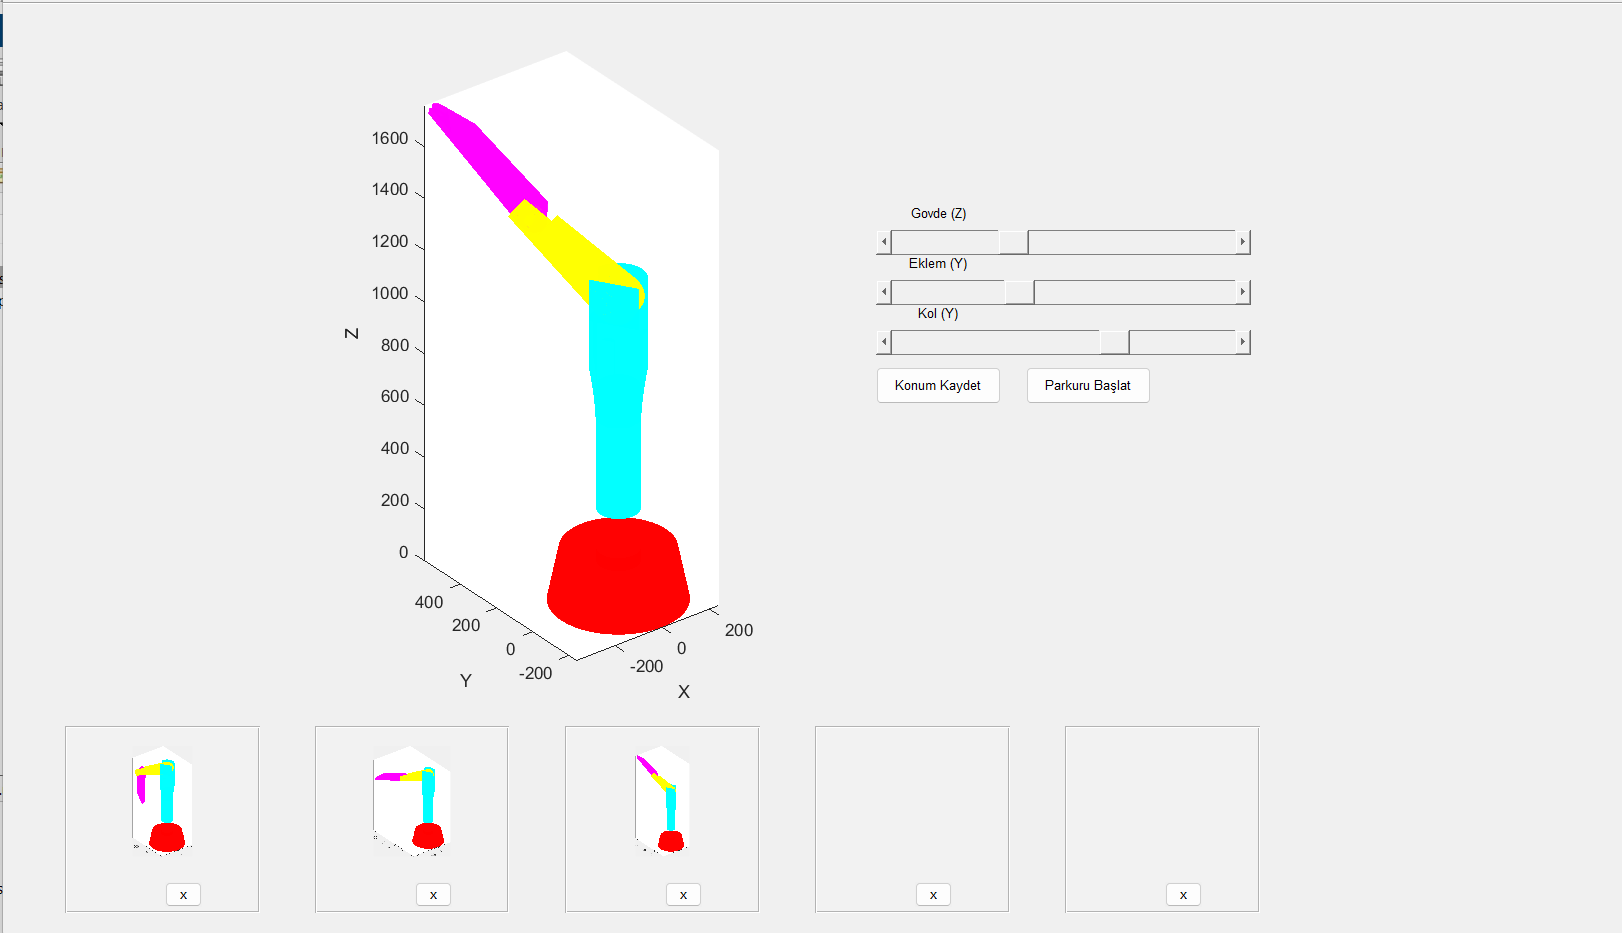 1600
1400
1200
1000
800
600
400
200
0
Z
400
200
0
-200
Y
200
0
-200
X
Govde (Z)
Eklem (Y)
Kol (Y)
Konum Kaydet
Parkuru Başlat
x
x
x
x
x